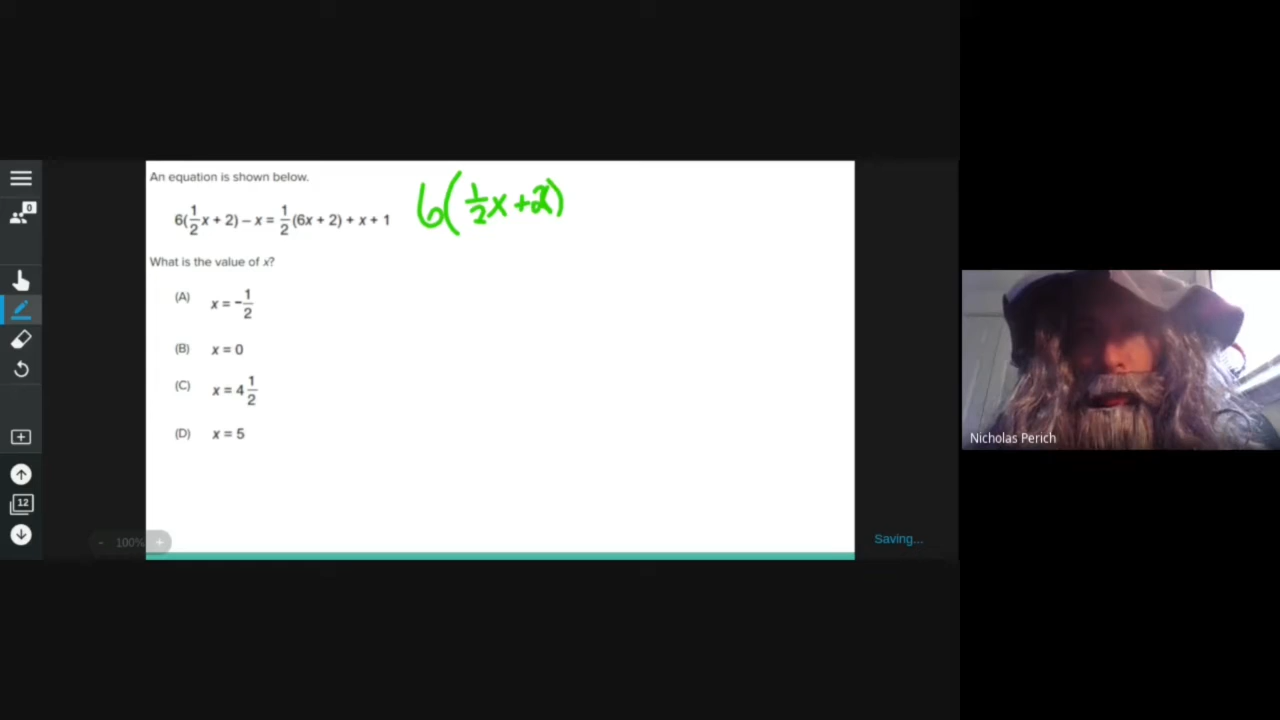 0
An equation is shown below.
6(1/2x + 2) – x = 1/2(6x + 2) + x + 1
6(1/2x+2)
What is the value of x?
(A) x = -1/2
(B) x = 0
(C) x = 4 1/2
(D) x = 5
Nicholas Perich
12
- 100% +
Saving...